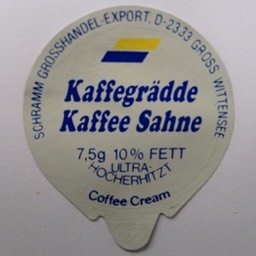 SCHRAMM GROSSHANDEL-EXPORT, D-2333 GROSS WITTENSEE
Kaffegrädde
Kaffee Sahne
7,5g 10% FETT
ULTRA-
HOCHERHITZT
Coffee Cream